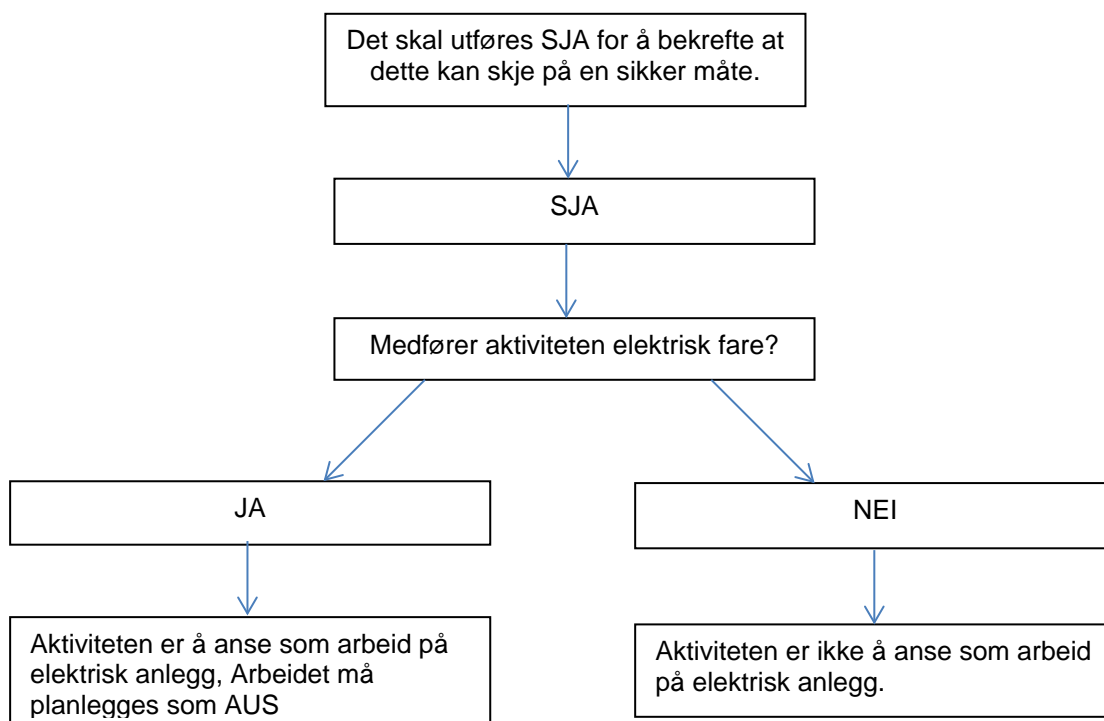 Det skal utføres SJA for å bekrefte at
dette kan skje på en sikker måte.
SJA
Medfører aktiviteten elektrisk fare?
JA
NEI
Aktiviteten er å anse som arbeid på
elektrisk anlegg, Arbeidet må
planlegges som AUS
Aktiviteten er ikke å anse som arbeid
på elektrisk anlegg.